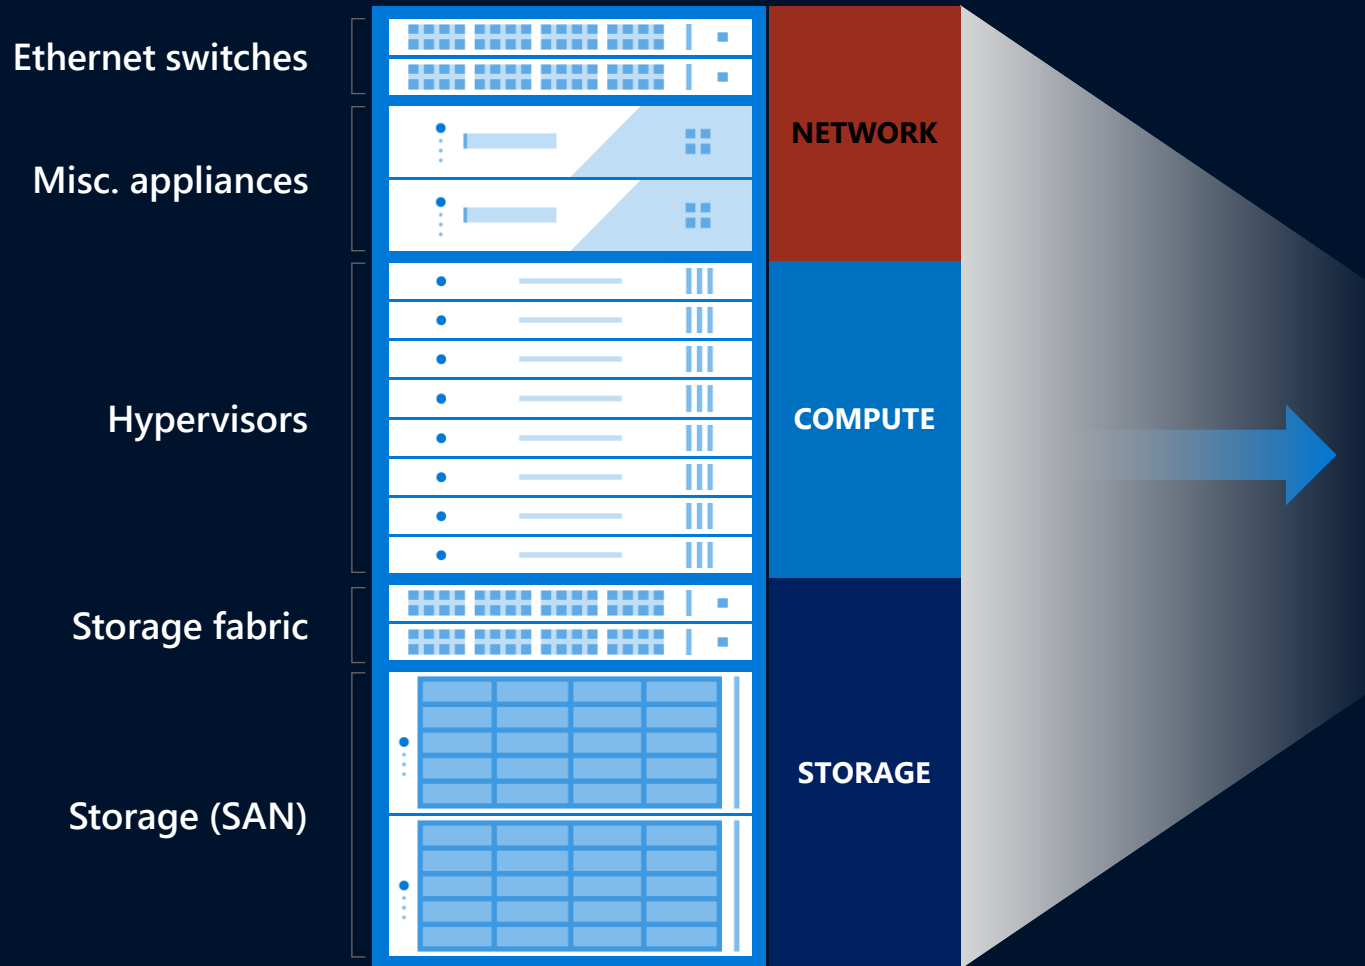 Ethernet switches
Misc. appliances
Hypervisors
Storage fabric
Storage (SAN)
NETWORK
COMPUTE
STORAGE